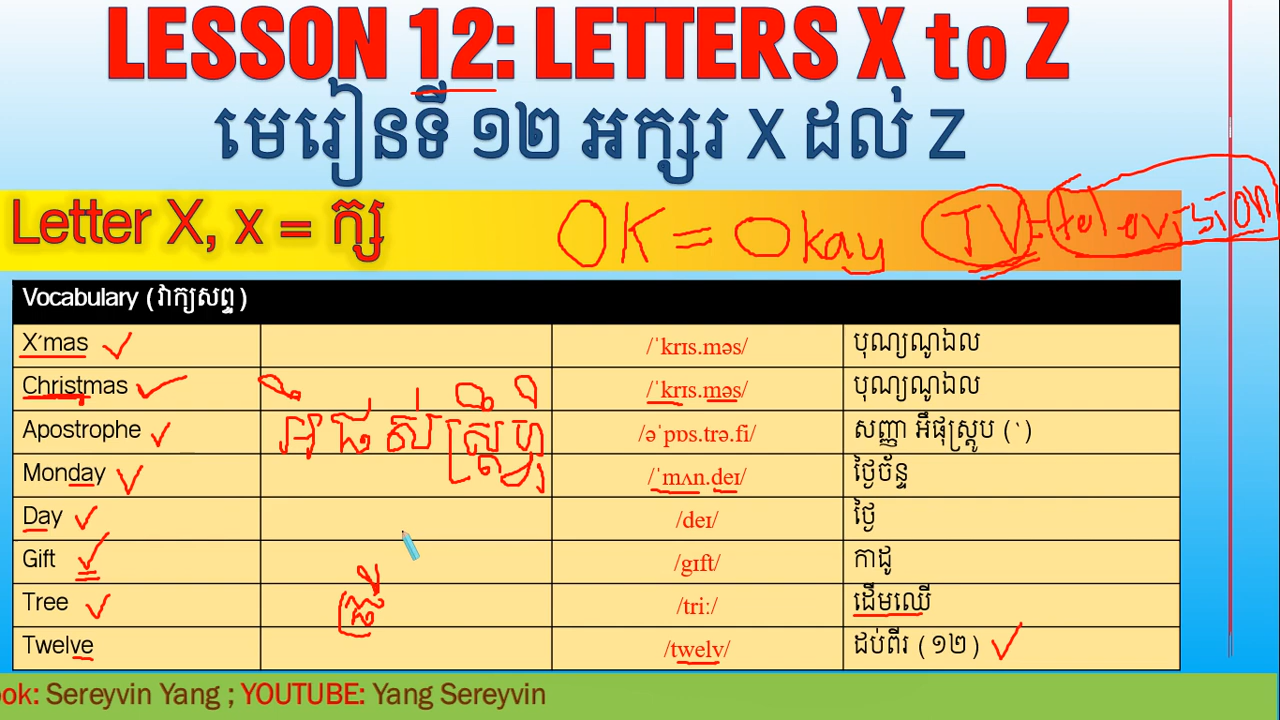 LESSON 12: LETTERS X to Z
មេរៀនទី ១២ អក្សរ X ដល់ Z
Letter X, x = ក្ស OK = Okay TV = television
Vocabulary (វាក្យសព្ទ)
X'mas /ˈkrɪs.məs/ បុណ្យណូឯល
Christmas /ˈkrɪs.məs/ បុណ្យណូឯល
Apostrophe /əˈpɒs.trə.fi/ សញ្ញា អឹផុស្ត្រូប (`)
Monday /ˈmʌn.deɪ/ ថ្ងៃច័ន្ទ
Day /deɪ/ ថ្ងៃ
Gift /gɪft/ កាដូ
Tree /triː/ ដើមឈើ
Twelve /twelv/ ដប់ពីរ (១២)
ook: Sereyvin Yang ; YOUTUBE: Yang Sereyvin